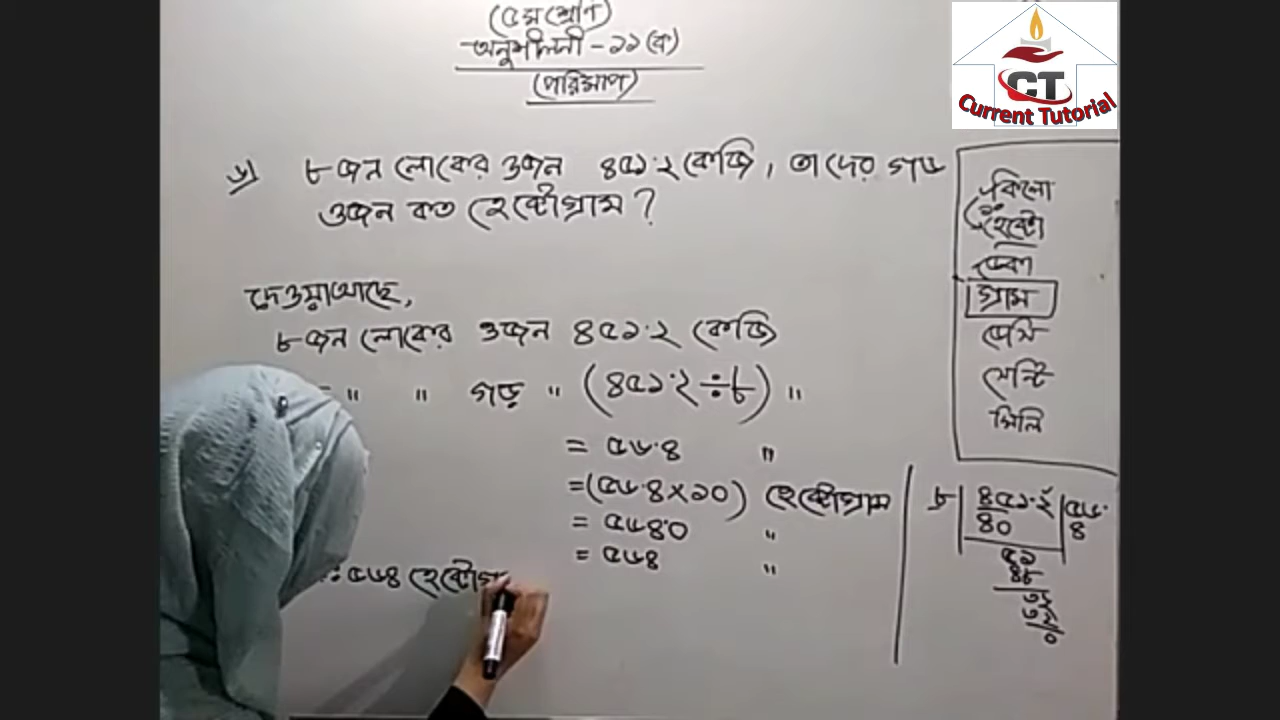 (৫ম শ্রেণি)
অনুশীলনী - ১১(ক)
(পরিমাপ)
CT
Current Tutorial
৬) ৮ জন লোকের ওজন ৪৫১.২ কেজি, তাদের গড়
ওজন কত হেক্টোগ্রাম ?
দেওয়াআছে,
৮ জন লোকের ওজন ৪৫১.২ কেজি
" " গড় " (৪৫১.২ ÷ ৮) "
= ৫৬.৪ "
= (৫৬.৪ × ১০) হেক্টোগ্রাম
= ৫৬৪.০ "
= ৫৬৪ "
: ৫৬৪ হেক্টোগ্র
কিলো
১০
হেক্টো
ডেকা
গ্রাম
দেসি
সেন্টি
মিলি
৮ | ৪৫১.২ | ৫৬.
৪০ ৪
৫১
৪৮
৩২
৩২
০